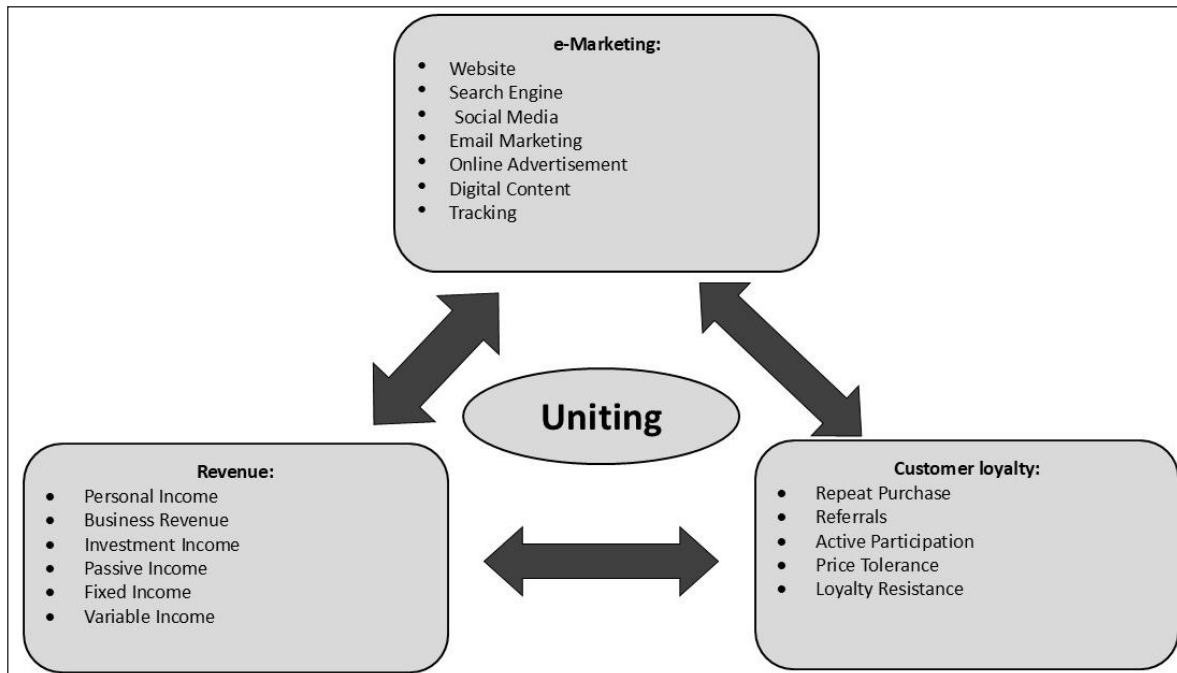 e-Marketing:
• Website
• Search Engine
• Social Media
• Email Marketing
• Online Advertisement
• Digital Content
• Tracking
Uniting
Revenue:
• Personal Income
• Business Revenue
• Investment Income
• Passive Income
• Fixed Income
• Variable Income
Customer loyalty:
• Repeat Purchase
• Referrals
• Active Participation
• Price Tolerance
• Loyalty Resistance